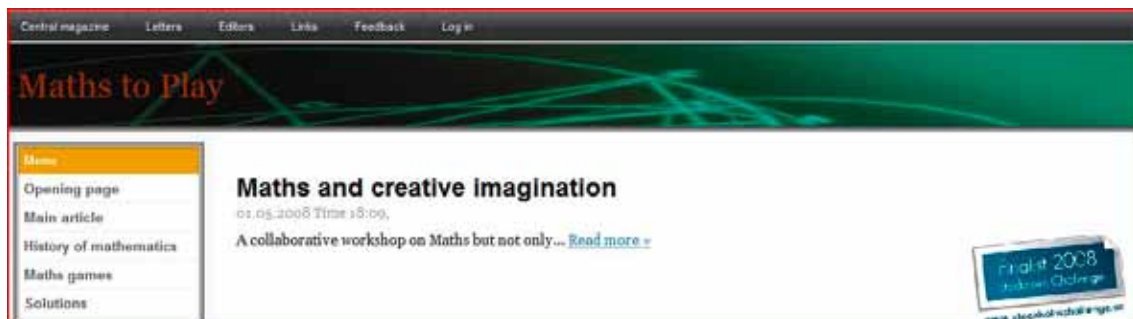 Central magazine Letters Editors Links Feedback Log in
Maths to Play
Menu
Opening page
Main article
History of mathematics
Maths games
Solutions
Maths and creative imagination
01.05.2008 Time 18:09,
A collaborative workshop on Maths but not only... Read more »
Finalist 2008
Challenge